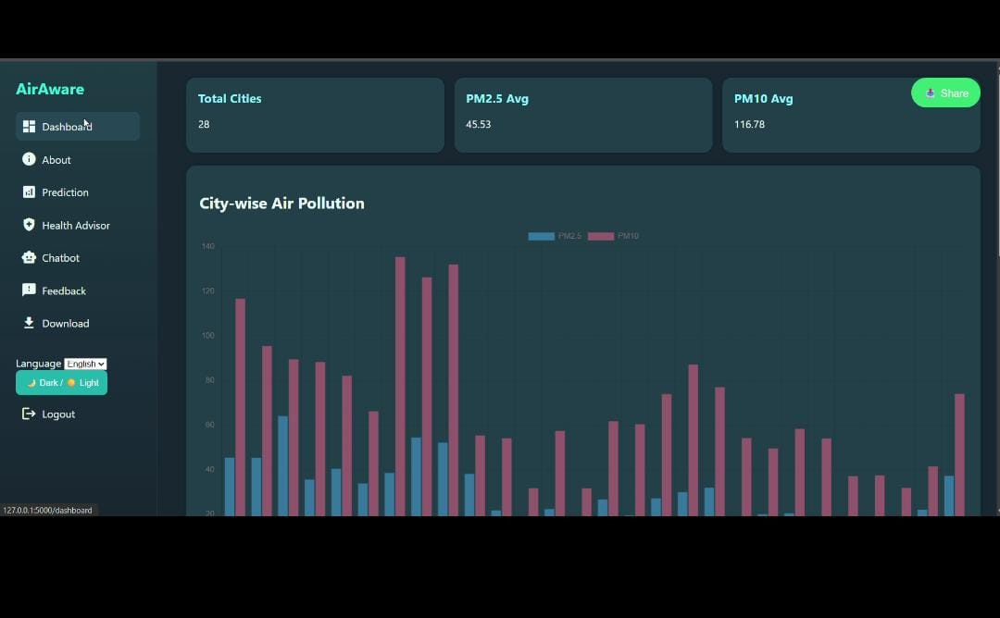 AirAware
Dashboard
About
Prediction
Health Advisor
Chatbot
Feedback
Download
Language English
🌙 Dark / ☀️ Light
Logout
127.0.0.1:5000/dashboard
Total Cities
28
PM2.5 Avg
45.53
PM10 Avg
116.78
Share
City-wise Air Pollution
PM2.5 PM10
140
120
100
80
60
40
20